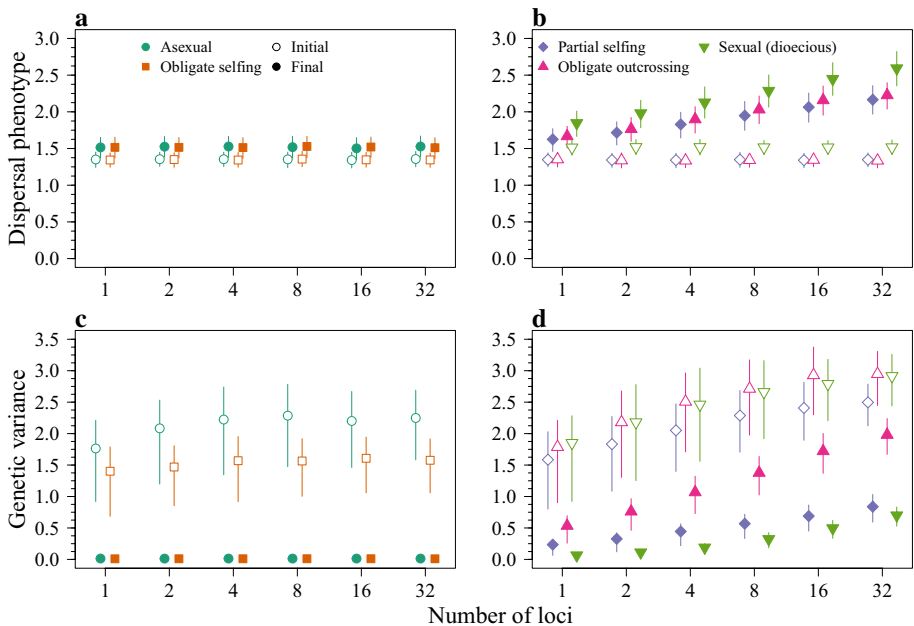 a
b
Dispersal phenotype
3.0
2.5
2.0
1.5
1.0
0.5
0.0
Asexual
Initial
Obligate selfing
Final
1 2 4 8 16 32
3.0
2.5
2.0
1.5
1.0
0.5
0.0
Partial selfing
Sexual (dioecious)
Obligate outcrossing
1 2 4 8 16 32
c
d
Genetic variance
3.5
3.0
2.5
2.0
1.5
1.0
0.5
0.0
1 2 4 8 16 32
3.5
3.0
2.5
2.0
1.5
1.0
0.5
0.0
1 2 4 8 16 32
Number of loci